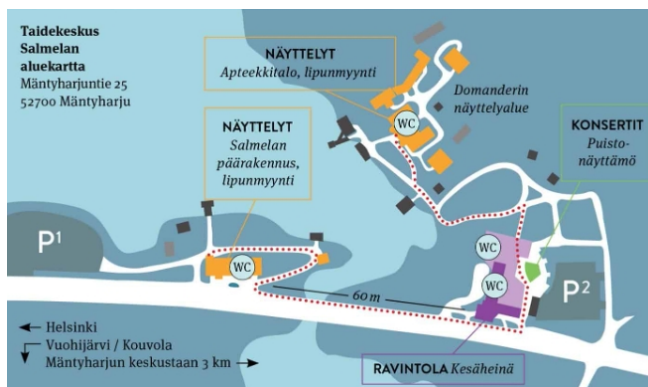 Taidekeskus
Salmelan
aluekartta
Mäntyharjuntie 25
52700 Mäntyharju
NÄYTTELYT
Apteekkitalo, lipunmyynti
Domanderin
näyttelyalue
WC
KONSERTIT
Puisto-
näyttämö
NÄYTTELYT
Salmelan
päärakennus,
lipunmyynti
P1
WC
WC
WC
P2
60 m
← Helsinki
↓ Vuohijärvi / Kouvola
Mäntyharjun keskustaan 3 km →
RAVINTOLA Kesäheinä